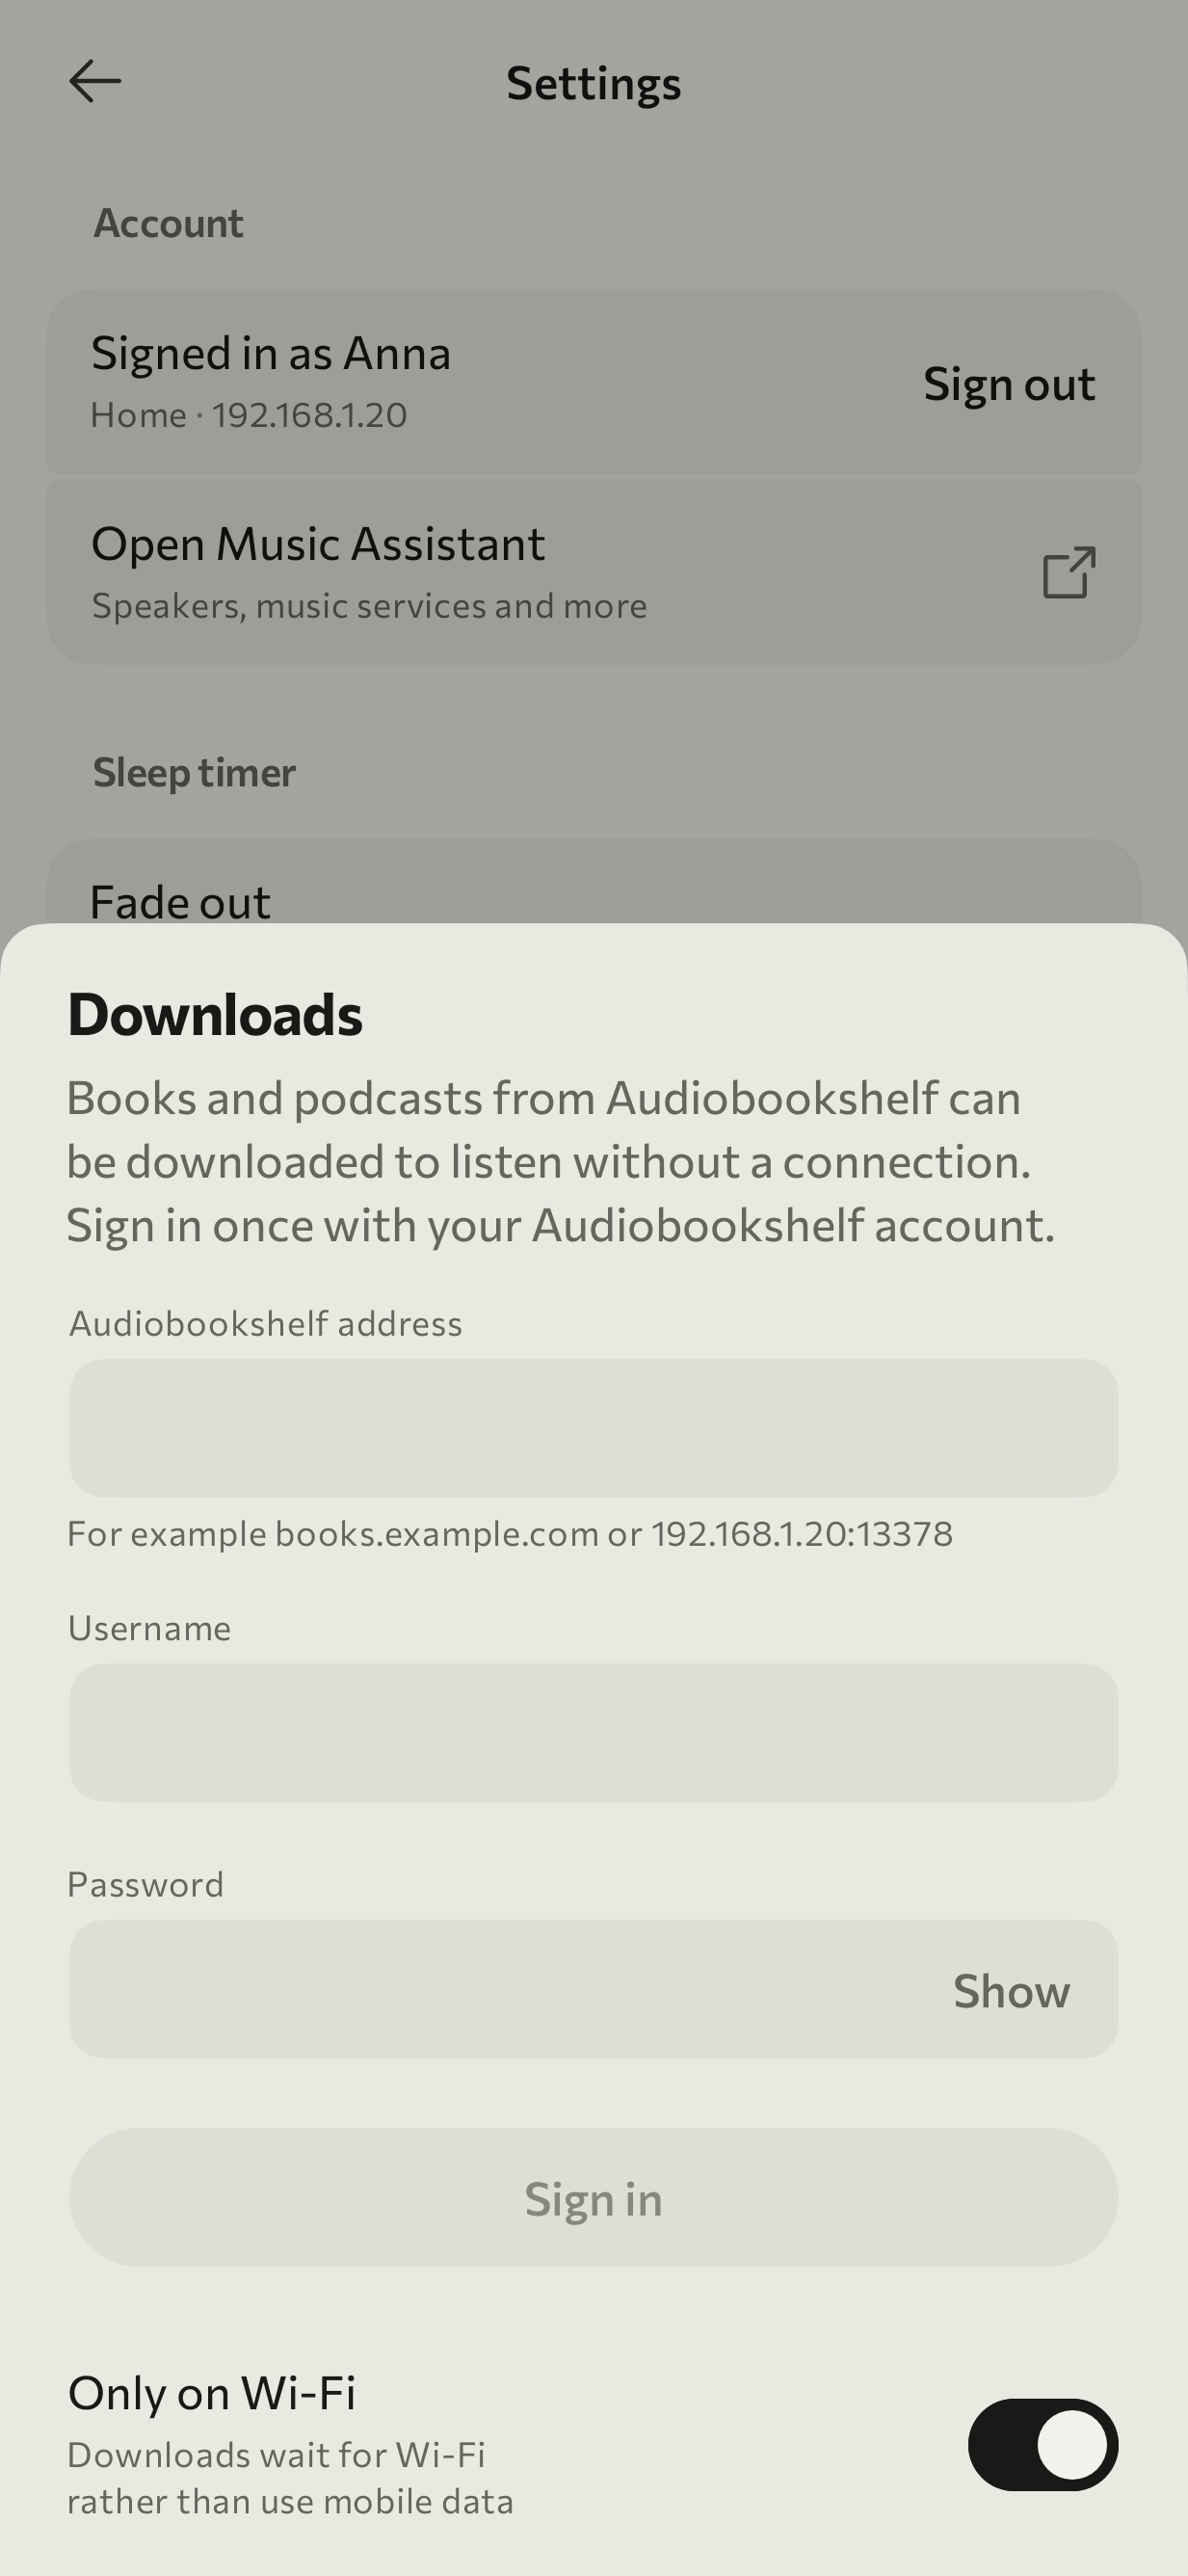 Settings
Account
Signed in as Anna
Home · 192.168.1.20
Sign out
Open Music Assistant
Speakers, music services and more
Sleep timer
Fade out
Downloads
Books and podcasts from Audiobookshelf can
be downloaded to listen without a connection.
Sign in once with your Audiobookshelf account.
Audiobookshelf address
For example books.example.com or 192.168.1.20:13378
Username
Password
Show
Sign in
Only on Wi-Fi
Downloads wait for Wi-Fi
rather than use mobile data